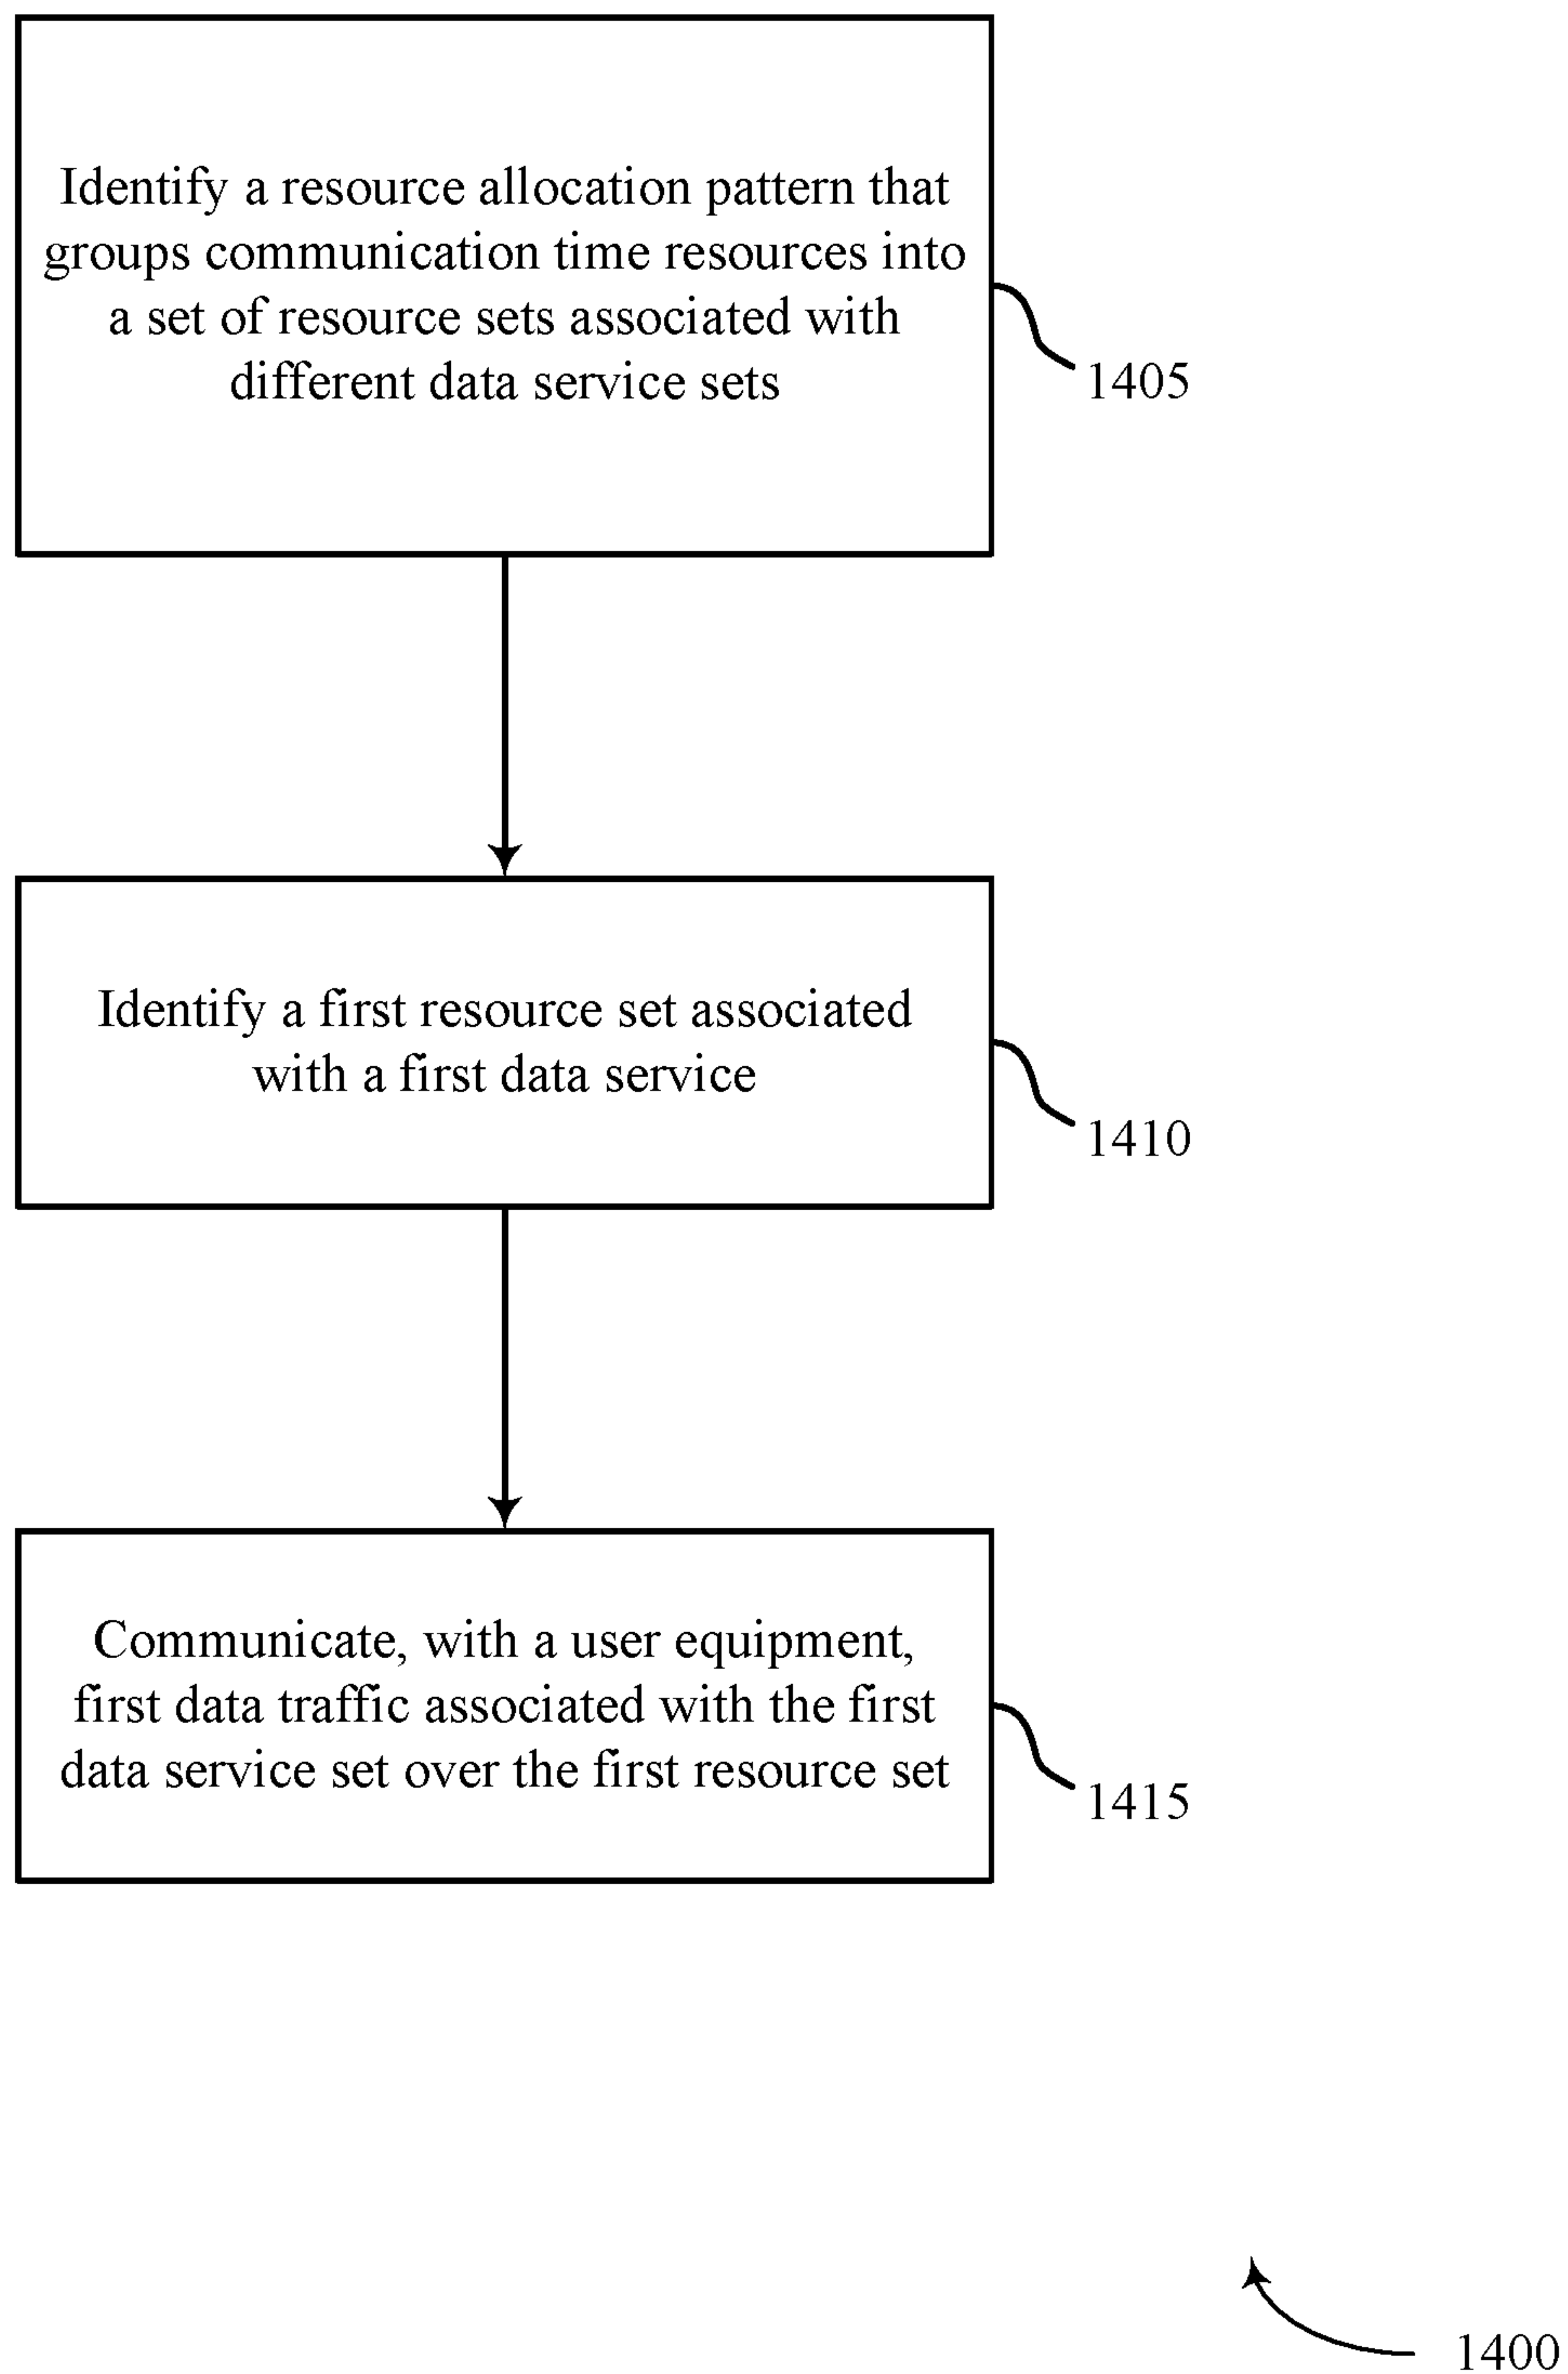 Identify a resource allocation pattern that
groups communication time resources into
a set of resource sets associated with
different data service sets
1405
Identify a first resource set associated
with a first data service
1410
Communicate, with a user equipment,
first data traffic associated with the first
data service set over the first resource set
1415
1400